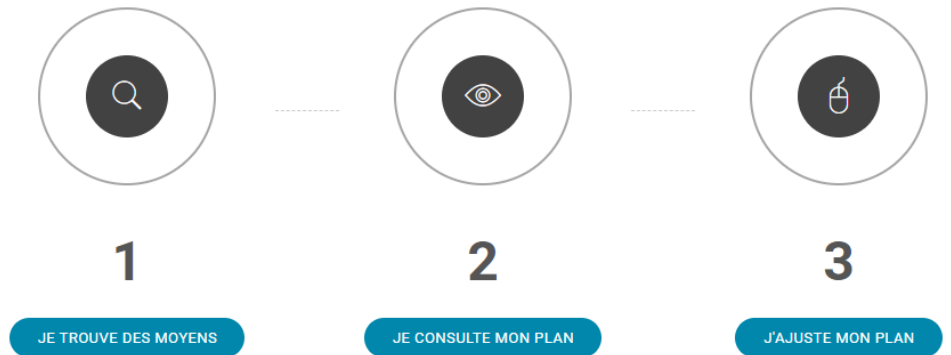 1
2
3
JE TROUVE DES MOYENS
JE CONSULTE MON PLAN
J'AJUSTE MON PLAN